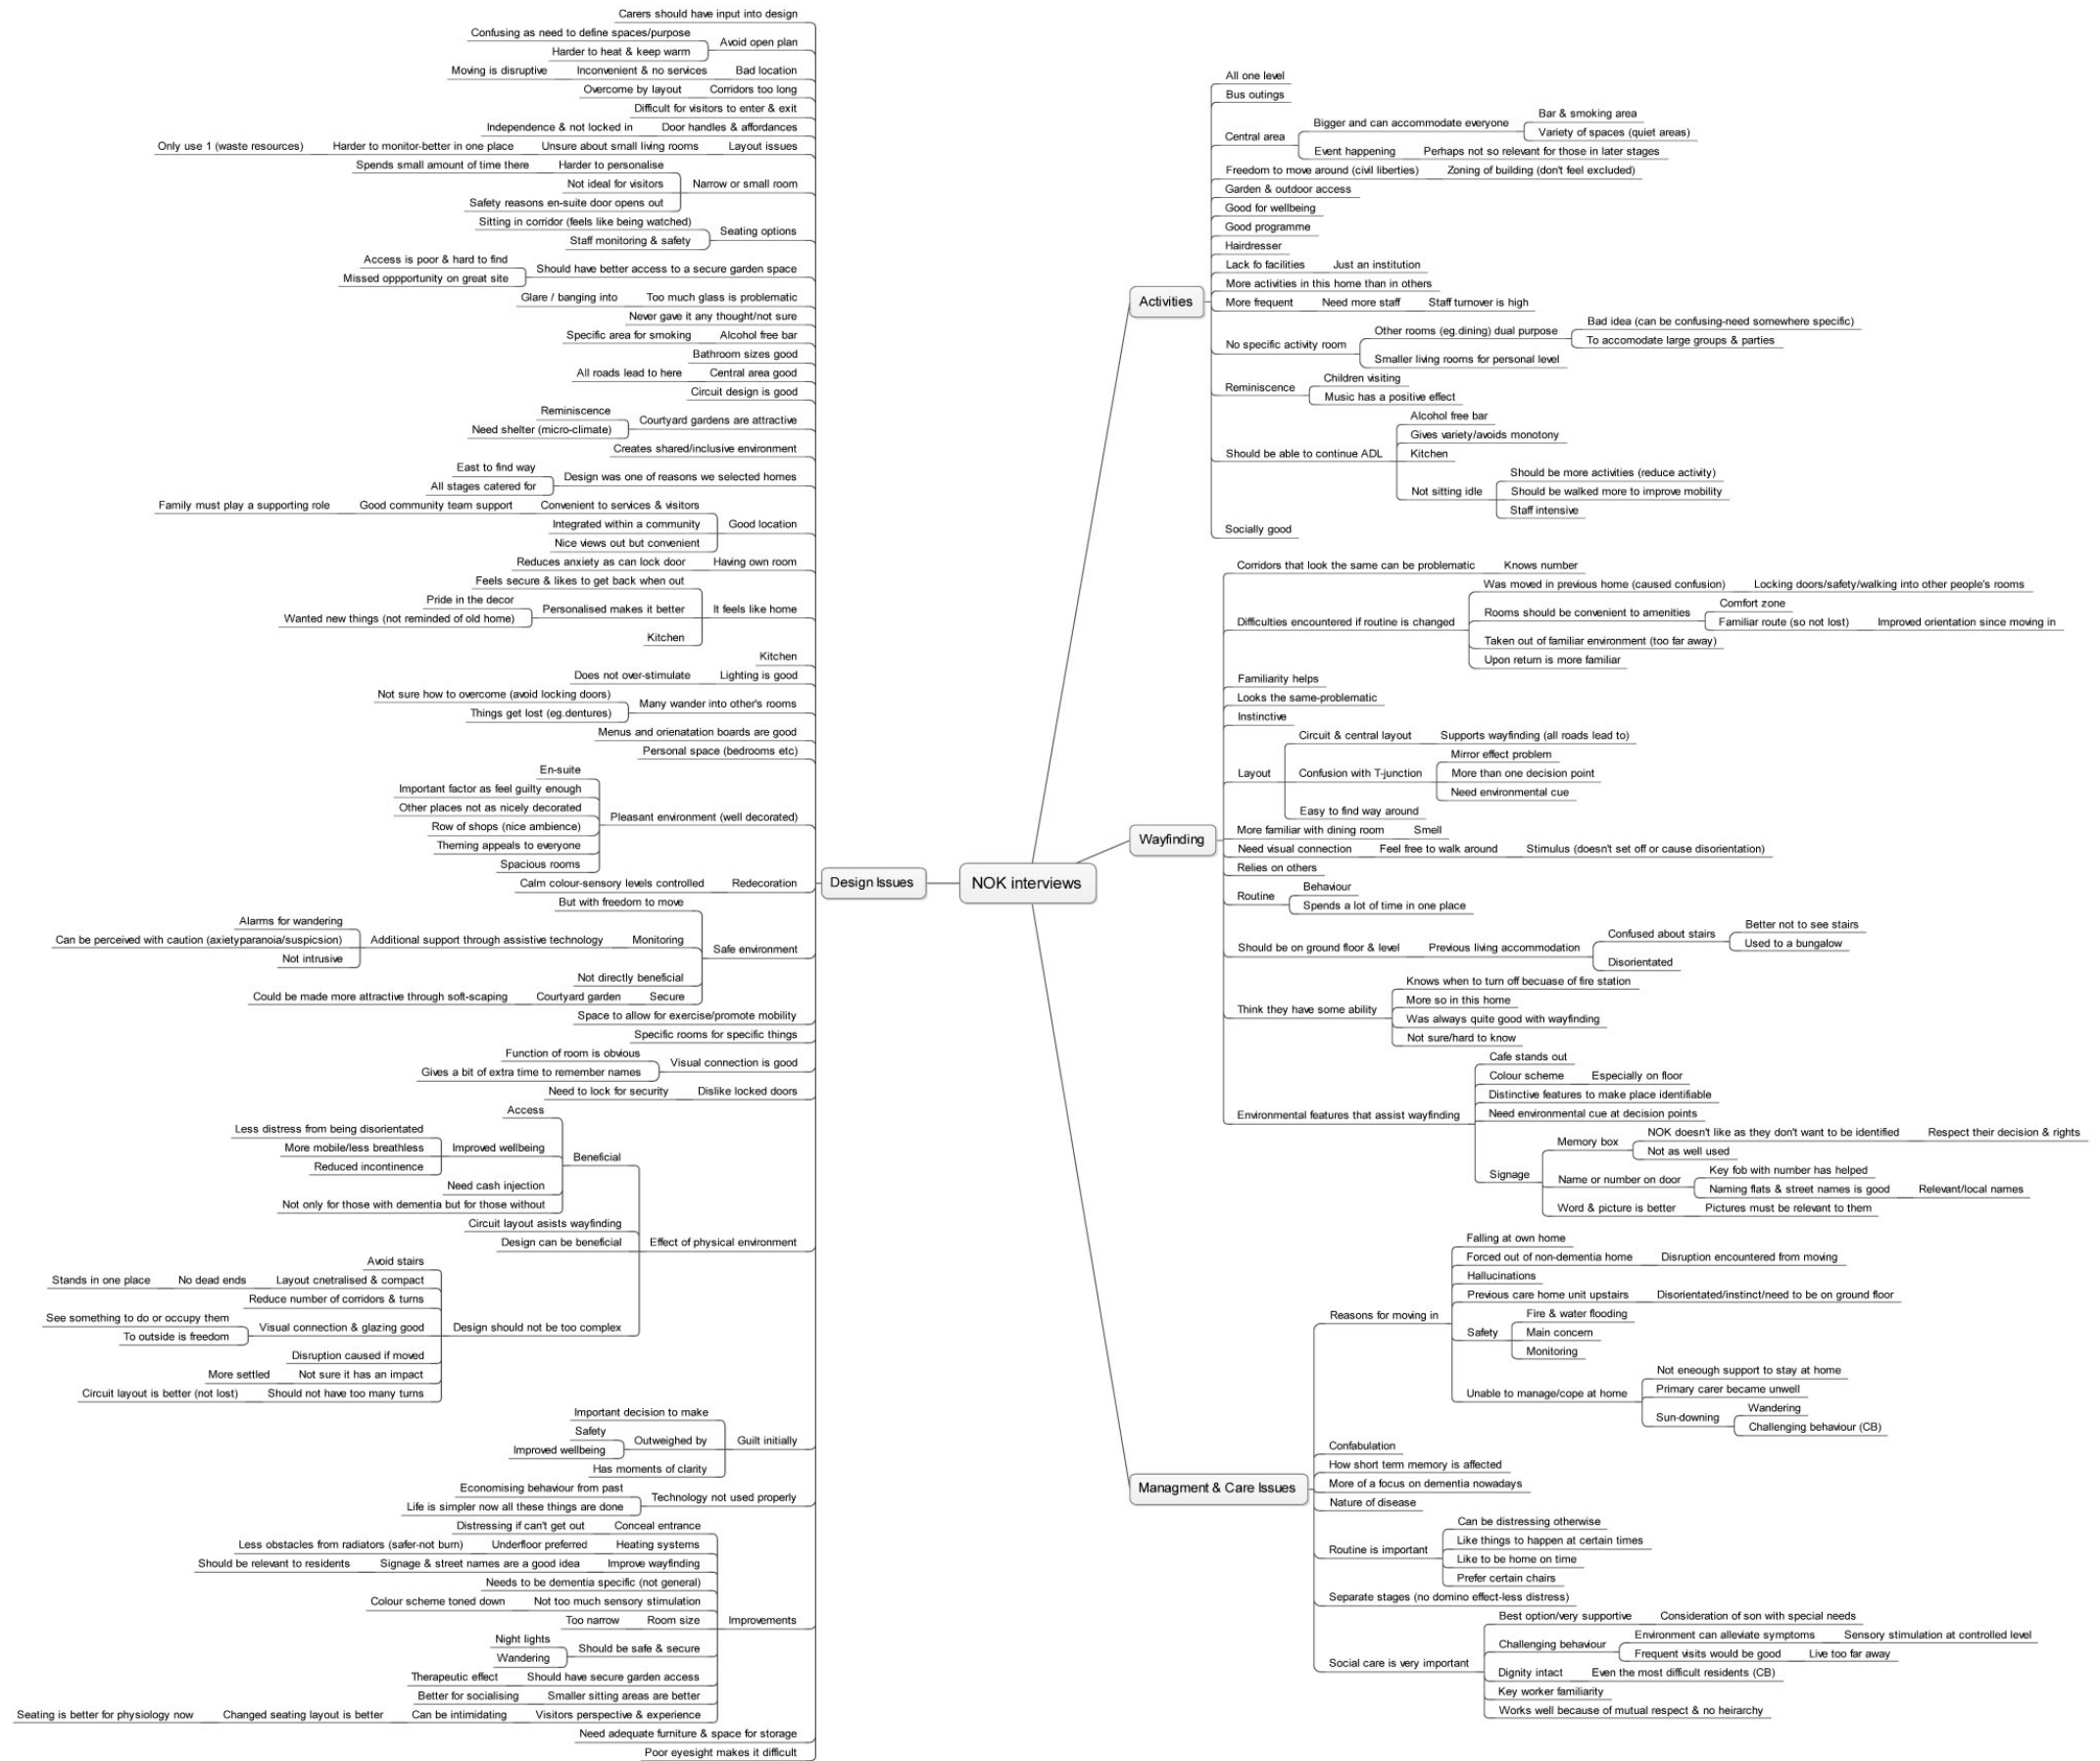 NOK interviews
Design Issues
Carers should have input into design
Avoid open plan
Confusing as need to define spaces/purpose
Harder to heat & keep warm
Bad location
Inconvenient & no services
Moving is disruptive
Corridors too long
Overcome by layout
Difficult for visitors to enter & exit
Door handles & affordances
Independence & not locked in
Layout issues
Unsure about small living rooms
Harder to monitor-better in one place
Only use 1 (waste resources)
Narrow or small room
Harder to personalise
Spends small amount of time there
Not ideal for visitors
Safety reasons en-suite door opens out
Seating options
Sitting in corridor (feels like being watched)
Staff monitoring & safety
Should have better access to a secure garden space
Access is poor & hard to find
Missed oppportunity on great site
Too much glass is problematic
Glare / banging into
Never gave it any thought/not sure
Alcohol free bar
Specific area for smoking
Bathroom sizes good
Central area good
All roads lead to here
Circuit design is good
Courtyard gardens are attractive
Reminiscence
Need shelter (micro-climate)
Creates shared/inclusive environment
Design was one of reasons we selected homes
East to find way
All stages catered for
Good location
Convenient to services & visitors
Good community team support
Family must play a supporting role
Integrated within a community
Nice views out but convenient
Having own room
Reduces anxiety as can lock door
It feels like home
Feels secure & likes to get back when out
Personalised makes it better
Pride in the decor
Wanted new things (not reminded of old home)
Kitchen
Kitchen
Lighting is good
Does not over-stimulate
Many wander into other's rooms
Not sure how to overcome (avoid locking doors)
Things get lost (eg.dentures)
Menus and orienatation boards are good
Personal space (bedrooms etc)
Pleasant environment (well decorated)
En-suite
Important factor as feel guilty enough
Other places not as nicely decorated
Row of shops (nice ambience)
Theming appeals to everyone
Spacious rooms
Redecoration
Calm colour-sensory levels controlled
Safe environment
But with freedom to move
Monitoring
Additional support through assistive technology
Alarms for wandering
Can be perceived with caution (axietyparanoia/suspicsion)
Not intrusive
Not directly beneficial
Secure
Courtyard garden
Could be made more attractive through soft-scaping
Space to allow for exercise/promote mobility
Specific rooms for specific things
Visual connection is good
Function of room is obvious
Gives a bit of extra time to remember names
Dislike locked doors
Need to lock for security
Effect of physical environment
Beneficial
Access
Improved wellbeing
Less distress from being disorientated
More mobile/less breathless
Reduced incontinence
Need cash injection
Not only for those with dementia but for those without
Circuit layout asists wayfinding
Design can be beneficial
Design should not be too complex
Avoid stairs
Layout cnetralised & compact
No dead ends
Stands in one place
Reduce number of corridors & turns
Visual connection & glazing good
See something to do or occupy them
To outside is freedom
Disruption caused if moved
Not sure it has an impact
More settled
Should not have too many turns
Circuit layout is better (not lost)
Guilt initially
Important decision to make
Outweighed by
Safety
Improved wellbeing
Has moments of clarity
Technology not used properly
Economising behaviour from past
Life is simpler now all these things are done
Improvements
Conceal entrance
Distressing if can't get out
Heating systems
Underfloor preferred
Less obstacles from radiators (safer-not burn)
Improve wayfinding
Signage & street names are a good idea
Should be relevant to residents
Needs to be dementia specific (not general)
Not too much sensory stimulation
Colour scheme toned down
Room size
Too narrow
Should be safe & secure
Night lights
Wandering
Should have secure garden access
Therapeutic effect
Smaller sitting areas are better
Better for socialising
Visitors perspective & experience
Can be intimidating
Changed seating layout is better
Seating is better for physiology now
Need adequate furniture & space for storage
Poor eyesight makes it difficult
Activities
All one level
Bus outings
Central area
Bigger and can accommodate everyone
Bar & smoking area
Variety of spaces (quiet areas)
Event happening
Perhaps not so relevant for those in later stages
Freedom to move around (civil liberties)
Zoning of building (don't feel excluded)
Garden & outdoor access
Good for wellbeing
Good programme
Hairdresser
Lack fo facilities
Just an institution
More activities in this home than in others
More frequent
Need more staff
Staff turnover is high
No specific activity room
Other rooms (eg.dining) dual purpose
Bad idea (can be confusing-need somewhere specific)
To accomodate large groups & parties
Smaller living rooms for personal level
Reminiscence
Children visiting
Music has a positive effect
Should be able to continue ADL
Alcohol free bar
Gives variety/avoids monotony
Kitchen
Not sitting idle
Should be more activities (reduce activity)
Should be walked more to improve mobility
Staff intensive
Socially good
Wayfinding
Corridors that look the same can be problematic
Knows number
Difficulties encountered if routine is changed
Was moved in previous home (caused confusion)
Locking doors/safety/walking into other people's rooms
Rooms should be convenient to amenities
Comfort zone
Familiar route (so not lost)
Improved orientation since moving in
Taken out of familiar environment (too far away)
Upon return is more familiar
Familiarity helps
Looks the same-problematic
Instinctive
Layout
Circuit & central layout
Supports wayfinding (all roads lead to)
Confusion with T-junction
Mirror effect problem
More than one decision point
Need environmental cue
Easy to find way around
More familiar with dining room
Smell
Need visual connection
Feel free to walk around
Stimulus (doesn't set off or cause disorientation)
Relies on others
Routine
Behaviour
Spends a lot of time in one place
Should be on ground floor & level
Previous living accommodation
Confused about stairs
Better not to see stairs
Used to a bungalow
Disorientated
Think they have some ability
Knows when to turn off becuase of fire station
More so in this home
Was always quite good with wayfinding
Not sure/hard to know
Environmental features that assist wayfinding
Cafe stands out
Colour scheme
Especially on floor
Distinctive features to make place identifiable
Need environmental cue at decision points
Signage
Memory box
NOK doesn't like as they don't want to be identified
Respect their decision & rights
Not as well used
Name or number on door
Key fob with number has helped
Naming flats & street names is good
Relevant/local names
Word & picture is better
Pictures must be relevant to them
Managment & Care Issues
Reasons for moving in
Falling at own home
Forced out of non-dementia home
Disruption encountered from moving
Hallucinations
Previous care home unit upstairs
Disorientated/instinct/need to be on ground floor
Safety
Fire & water flooding
Main concern
Monitoring
Unable to manage/cope at home
Not eneough support to stay at home
Primary carer became unwell
Sun-downing
Wandering
Challenging behaviour (CB)
Confabulation
How short term memory is affected
More of a focus on dementia nowadays
Nature of disease
Routine is important
Can be distressing otherwise
Like things to happen at certain times
Like to be home on time
Prefer certain chairs
Separate stages (no domino effect-less distress)
Social care is very important
Best option/very supportive
Consideration of son with special needs
Challenging behaviour
Environment can alleviate symptoms
Sensory stimulation at controlled level
Frequent visits would be good
Live too far away
Dignity intact
Even the most difficult residents (CB)
Key worker familiarity
Works well because of mutual respect & no heirarchy